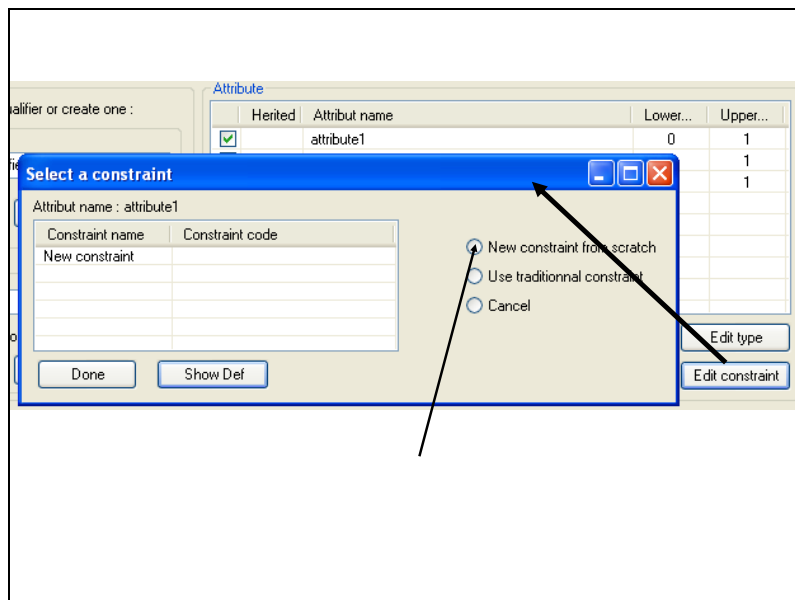 Attribute
ualifier or create one :
Herited Attribut name Lower... Upper...
attribute1 0 1
1
1
Select a constraint
Attribut name : attribute1
Constraint name Constraint code
New constraint
New constraint from scratch
Use traditionnal constraint
Cancel
Done Show Def
Edit type
Edit constraint